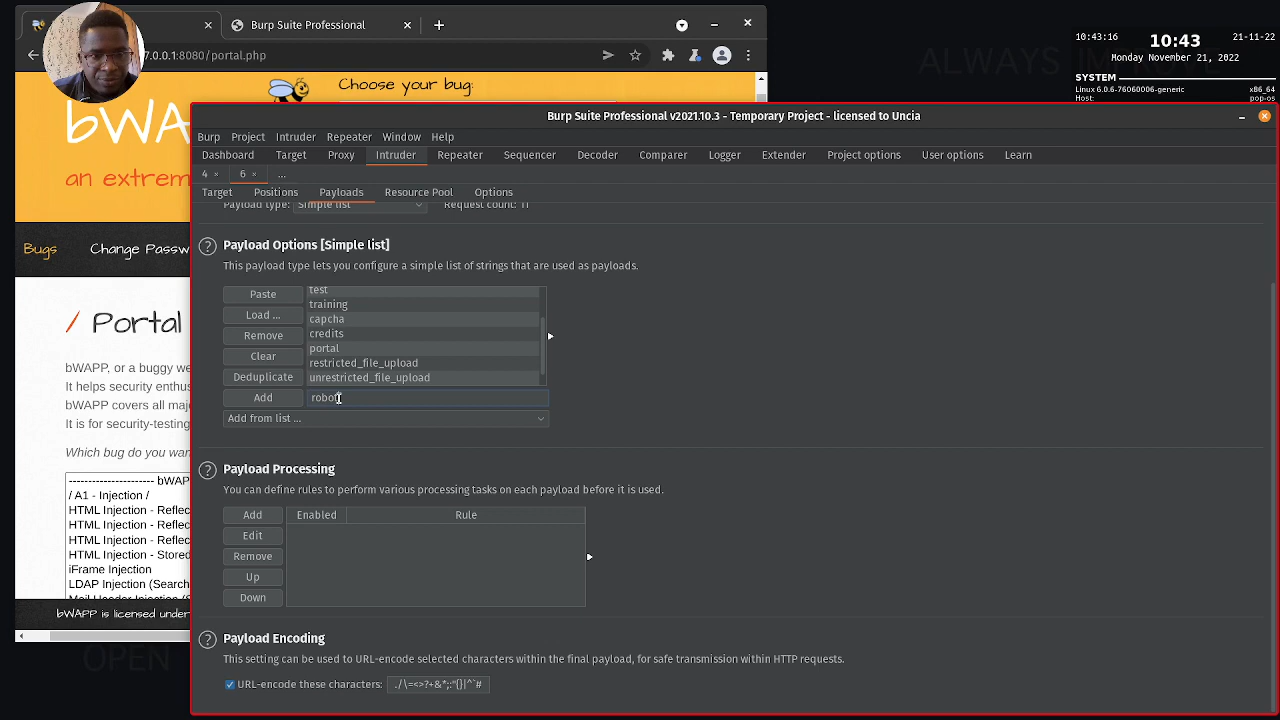 Burp Suite Professional
7.0.0.1:8080/portal.php
10:43:16
10:43
21-11-22
Monday November 21, 2022
ALWAYS
SYSTEM
Linux 6.0.6-76060006-generic
x86_64
Host:
pop-os
Choose your bug:
bWA
an extrem
Bugs
Change Passw
/ Portal
bWAPP, or a buggy we
It helps security enthus
bWAPP covers all majo
It is for security-testing
Which bug do you wan
---------------------- bWAP
/ A1 - Injection /
HTML Injection - Reflec
HTML Injection - Reflec
HTML Injection - Reflec
HTML Injection - Stored
iFrame Injection
LDAP Injection (Search
bWAPP is licensed under
OPEN
Burp Suite Professional v2021.10.3 - Temporary Project - licensed to Uncia
Burp Project Intruder Repeater Window Help
Dashboard Target Proxy Intruder Repeater Sequencer Decoder Comparer Logger Extender Project options User options Learn
4 × 6 × ...
Target Positions Payloads Resource Pool Options
Payload type: Simple list Request count: 11
Payload Options [Simple list]
This payload type lets you configure a simple list of strings that are used as payloads.
Paste
Load ...
Remove
Clear
Deduplicate
Add
test
training
capcha
credits
portal
restricted_file_upload
unrestricted_file_upload
robot
Add from list ...
Payload Processing
You can define rules to perform various processing tasks on each payload before it is used.
Add
Edit
Remove
Up
Down
Enabled Rule
Payload Encoding
This setting can be used to URL-encode selected characters within the final payload, for safe transmission within HTTP requests.
URL-encode these characters: ./\=<>?+&*;:"{}|^`#